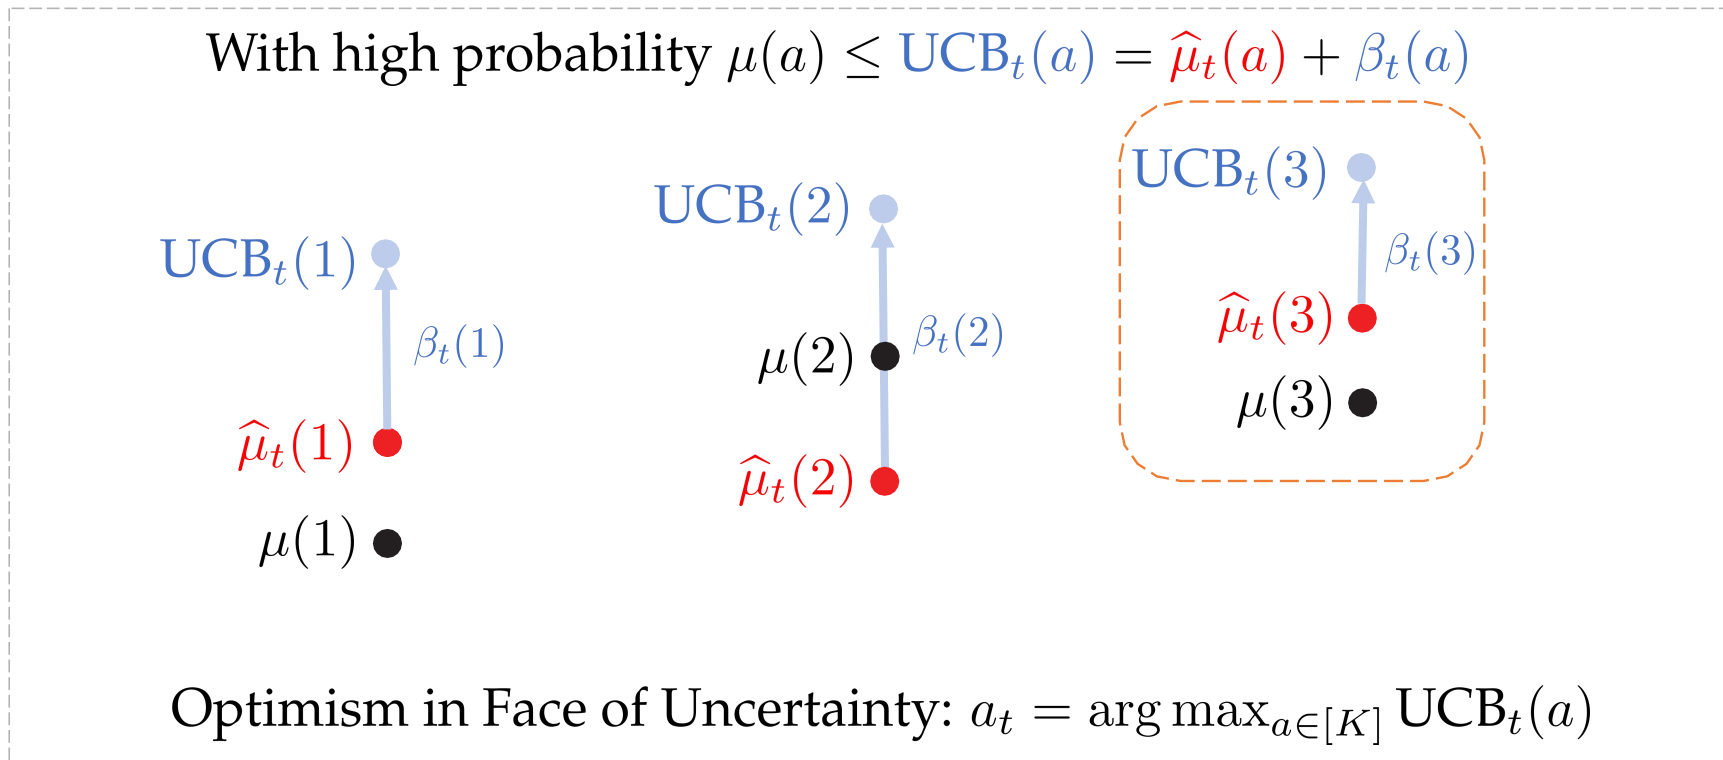 With high probability μ(a) ≤ UCB_t(a) = μ̂_t(a) + β_t(a)
UCB_t(1)
β_t(1)
μ̂_t(1)
μ(1)
UCB_t(2)
μ(2)
β_t(2)
μ̂_t(2)
UCB_t(3)
β_t(3)
μ̂_t(3)
μ(3)
Optimism in Face of Uncertainty: a_t = arg max_{a∈[K]} UCB_t(a)